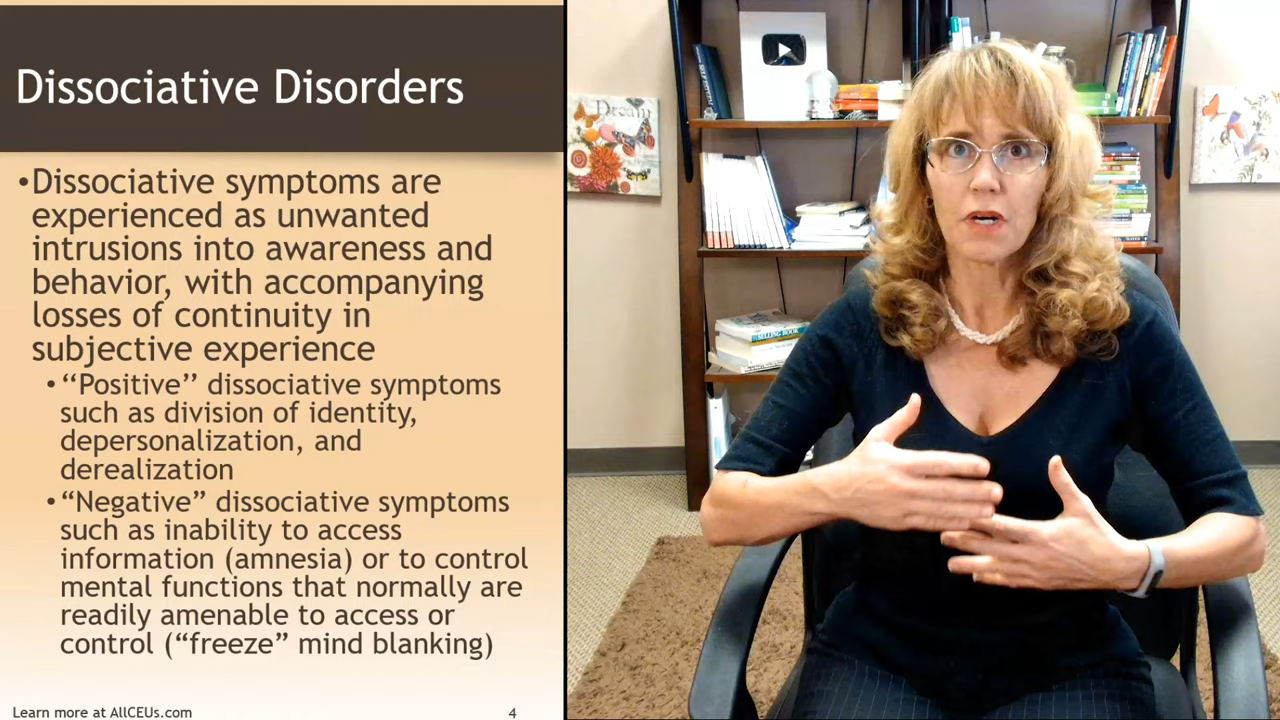 Dissociative Disorders
•Dissociative symptoms are
experienced as unwanted
intrusions into awareness and
behavior, with accompanying
losses of continuity in
subjective experience
•“Positive” dissociative symptoms
such as division of identity,
depersonalization, and
derealization
•“Negative” dissociative symptoms
such as inability to access
information (amnesia) or to control
mental functions that normally are
readily amenable to access or
control (“freeze” mind blanking)
Learn more at AllCEUs.com
4
Dream